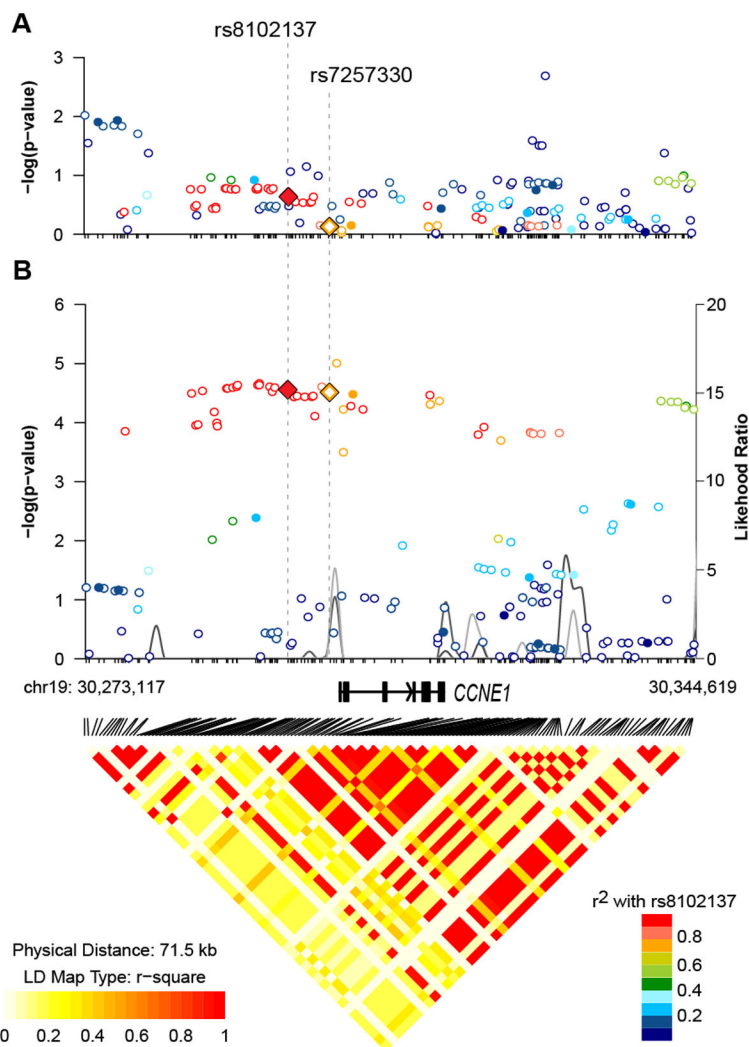 A
rs8102137
rs7257330
3
2
1
0
−log(p−value)
B
6
5
4
3
2
1
0
−log(p−value)
20
15
10
5
0
Likehood Ratio
chr19: 30,273,117
CCNE1
30,344,619
Physical Distance: 71.5 kb
LD Map Type: r−square
0 0.2 0.4 0.6 0.8 1
r2 with rs8102137
0.8
0.6
0.4
0.2